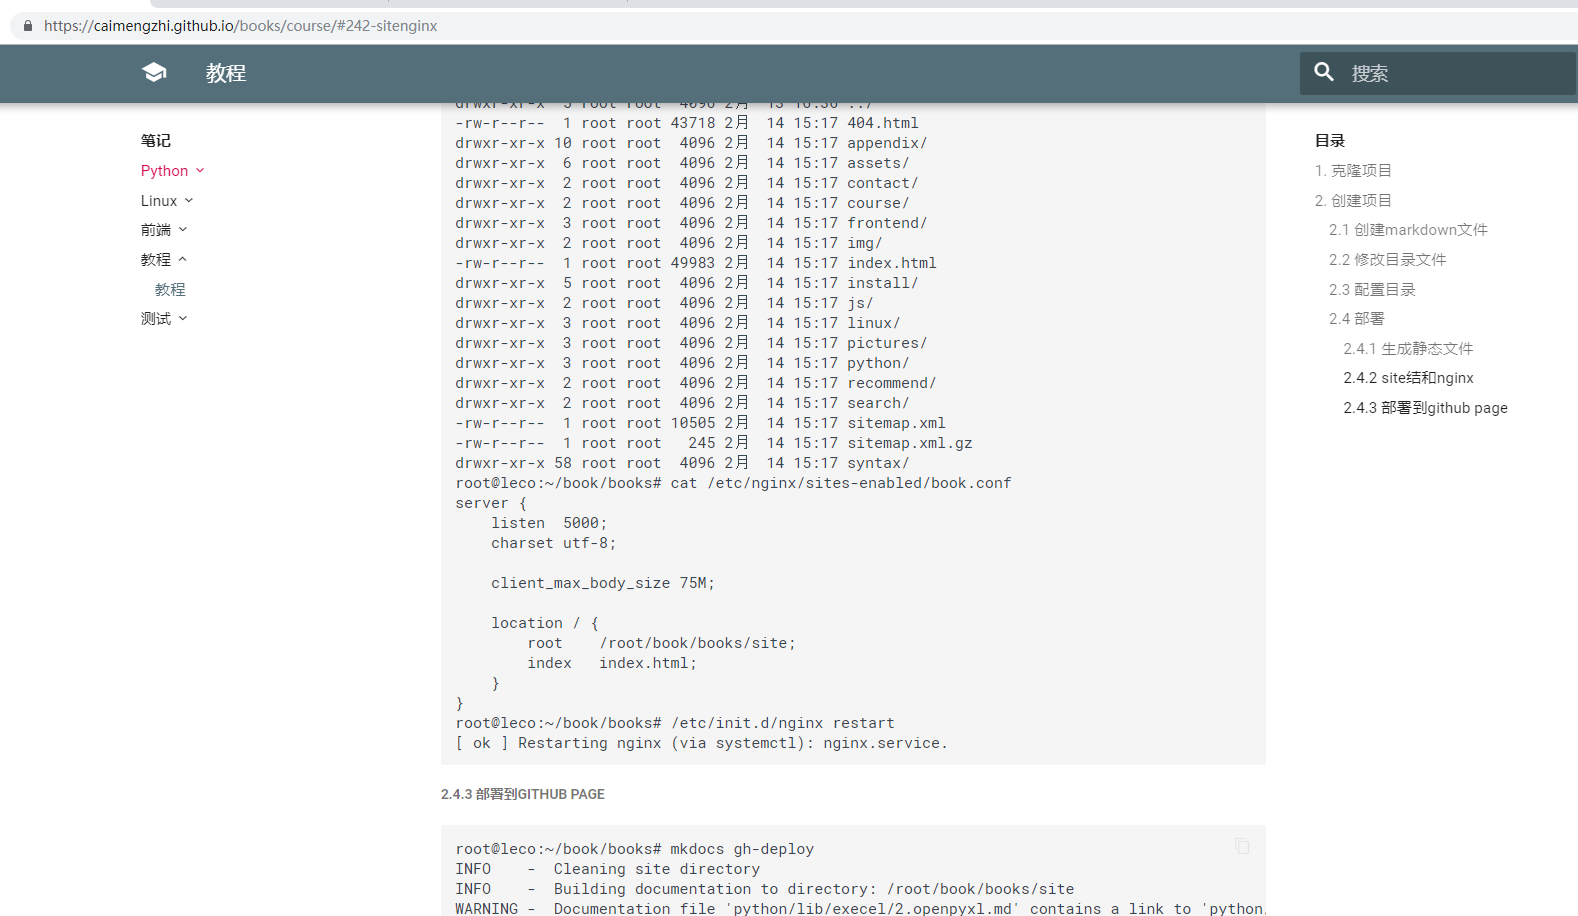 https://caimengzhi.github.io/books/course/#242-sitenginx
教程
搜索
笔记
Python
Linux
前端
教程
教程
测试
drwxr-xr-x  5 root root  4096 2月  13 16:36 ../
-rw-r--r--  1 root root 43718 2月  14 15:17 404.html
drwxr-xr-x 10 root root  4096 2月  14 15:17 appendix/
drwxr-xr-x  6 root root  4096 2月  14 15:17 assets/
drwxr-xr-x  2 root root  4096 2月  14 15:17 contact/
drwxr-xr-x  2 root root  4096 2月  14 15:17 course/
drwxr-xr-x  3 root root  4096 2月  14 15:17 frontend/
drwxr-xr-x  2 root root  4096 2月  14 15:17 img/
-rw-r--r--  1 root root 49983 2月  14 15:17 index.html
drwxr-xr-x  5 root root  4096 2月  14 15:17 install/
drwxr-xr-x  2 root root  4096 2月  14 15:17 js/
drwxr-xr-x  3 root root  4096 2月  14 15:17 linux/
drwxr-xr-x  3 root root  4096 2月  14 15:17 pictures/
drwxr-xr-x  3 root root  4096 2月  14 15:17 python/
drwxr-xr-x  2 root root  4096 2月  14 15:17 recommend/
drwxr-xr-x  2 root root  4096 2月  14 15:17 search/
-rw-r--r--  1 root root 10505 2月  14 15:17 sitemap.xml
-rw-r--r--  1 root root   245 2月  14 15:17 sitemap.xml.gz
drwxr-xr-x 58 root root  4096 2月  14 15:17 syntax/
root@leco:~/book/books# cat /etc/nginx/sites-enabled/book.conf
server {
    listen  5000;
    charset utf-8;
    client_max_body_size 75M;
    location / {
        root    /root/book/books/site;
        index   index.html;
    }
}
root@leco:~/book/books# /etc/init.d/nginx restart
[ ok ] Restarting nginx (via systemctl): nginx.service.
2.4.3 部署到GITHUB PAGE
root@leco:~/book/books# mkdocs gh-deploy
INFO    -  Cleaning site directory
INFO    -  Building documentation to directory: /root/book/books/site
WARNING -  Documentation file 'python/lib/execel/2.openpyxl.md' contains a link to 'python.
目录
1. 克隆项目
2. 创建项目
2.1 创建markdown文件
2.2 修改目录文件
2.3 配置目录
2.4 部署
2.4.1 生成静态文件
2.4.2 site结和nginx
2.4.3 部署到github page